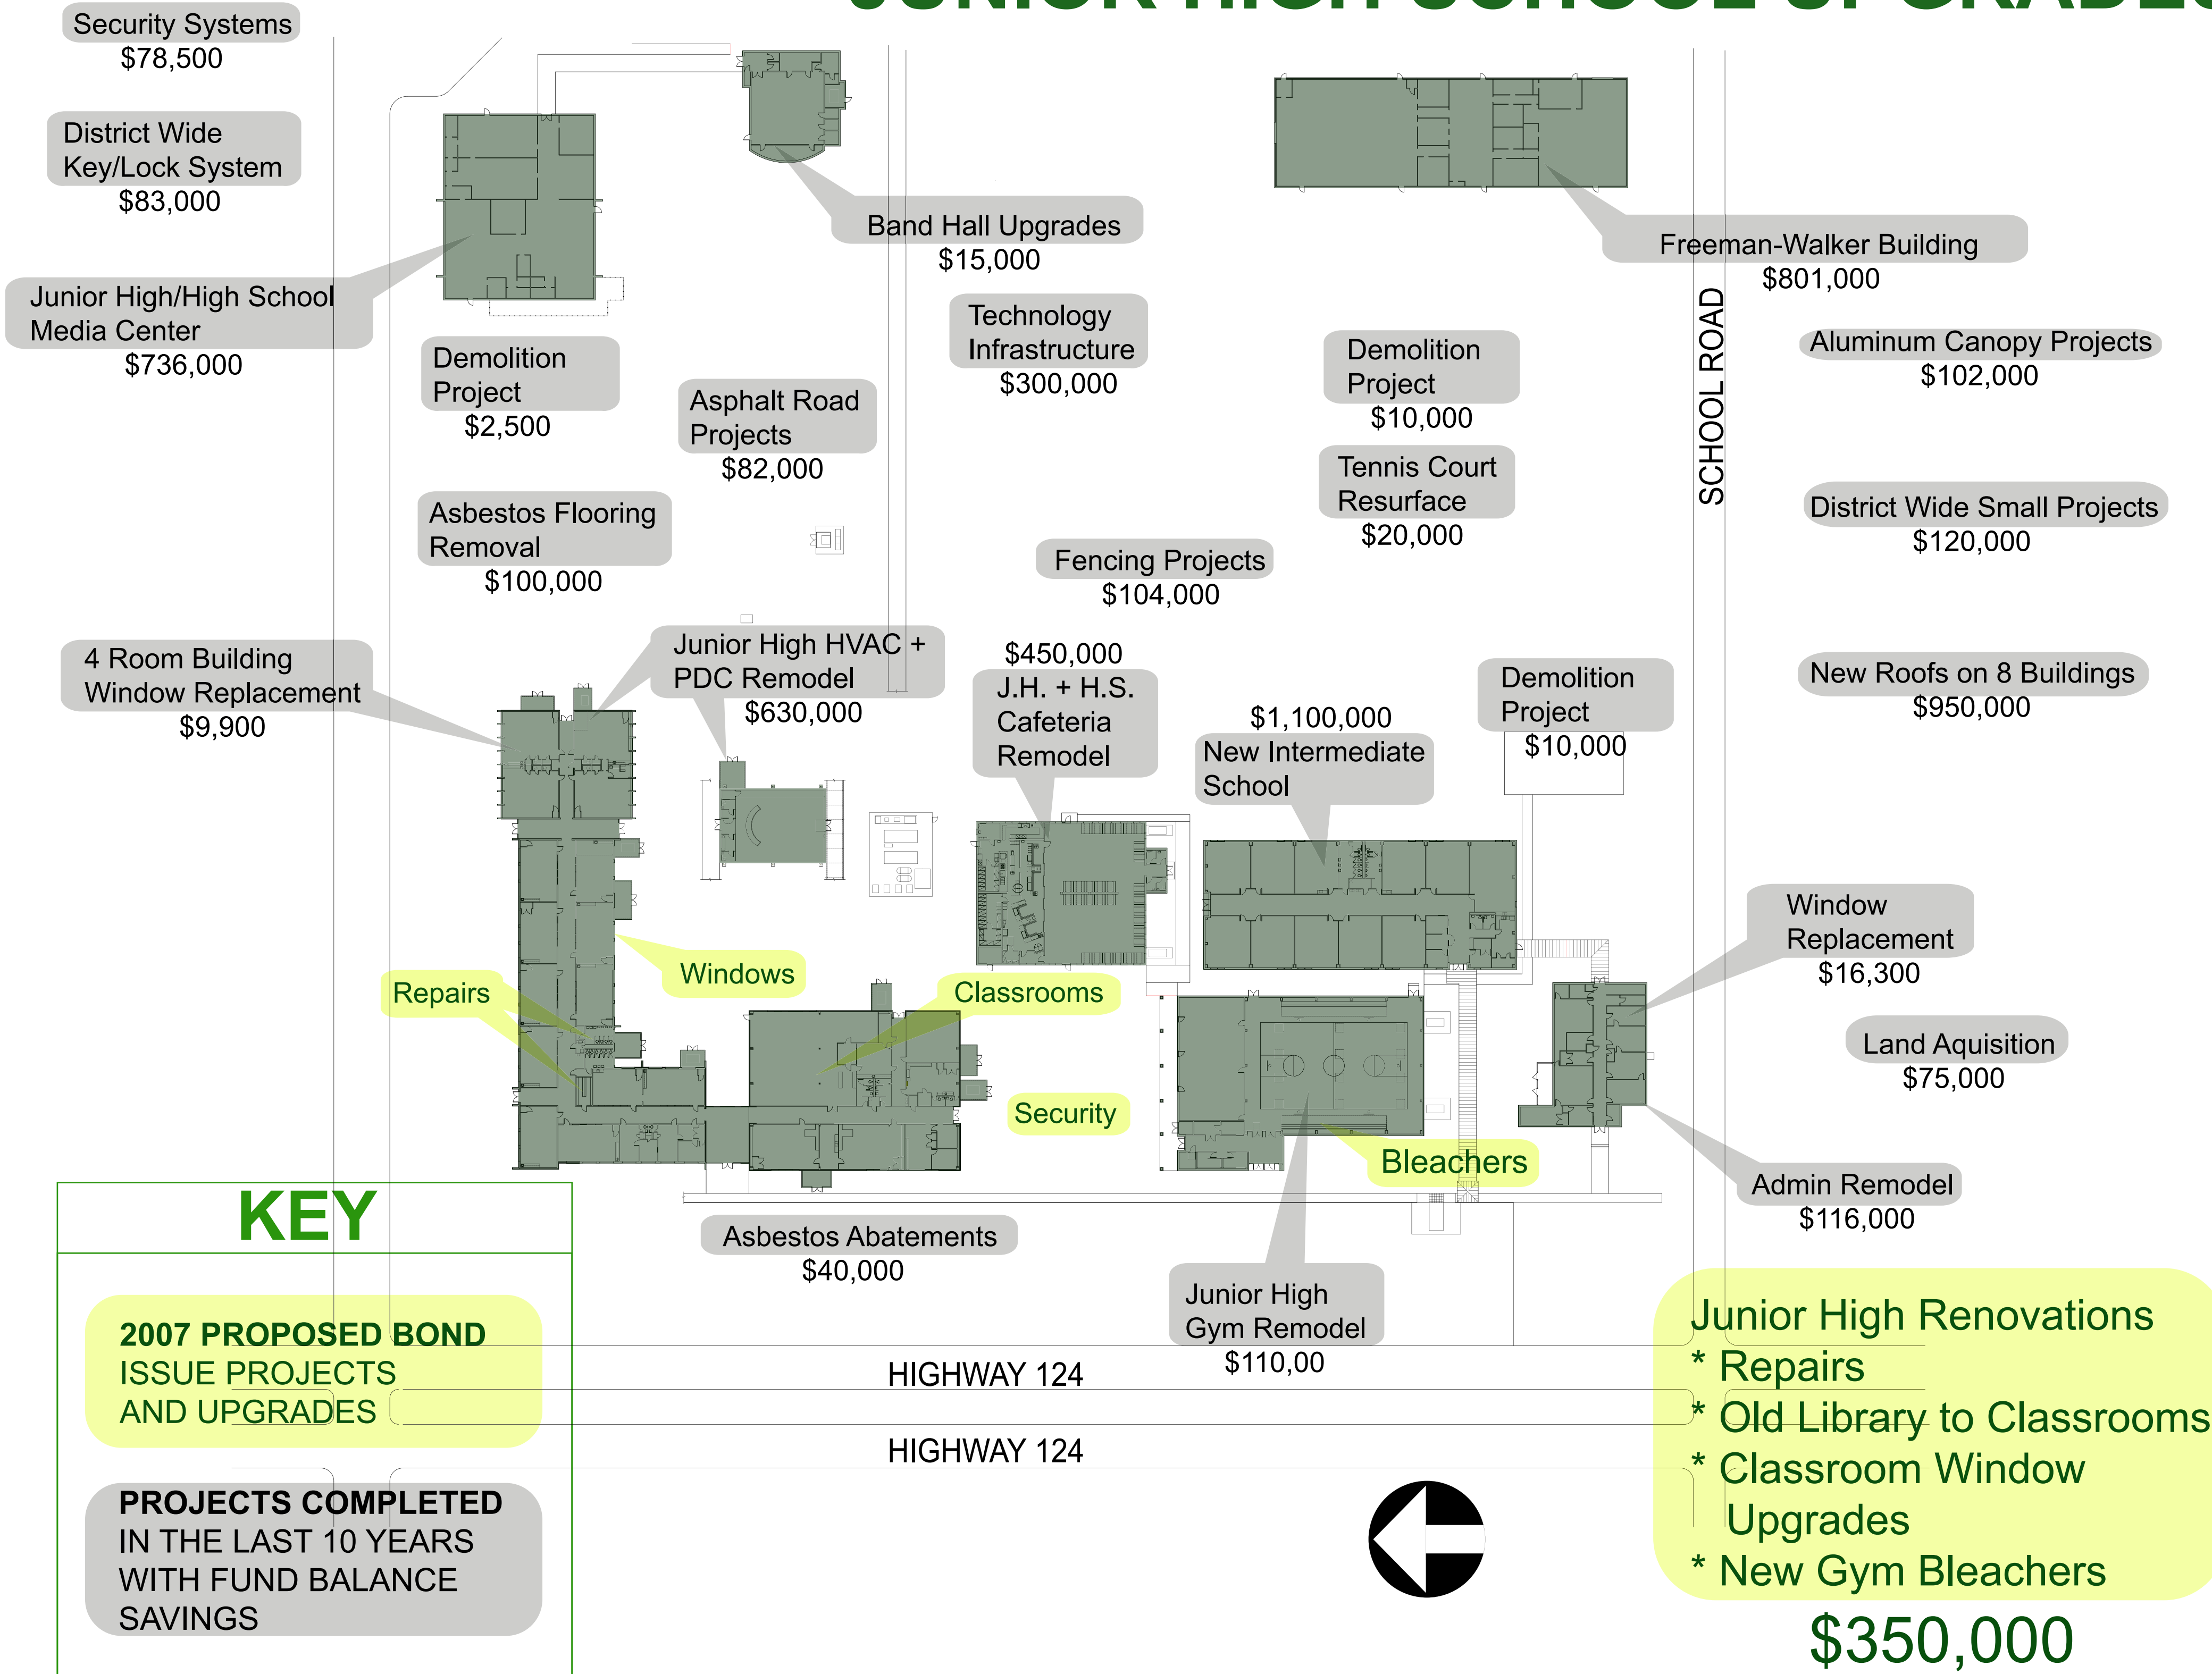 JUNIOR HIGH SCHOOL UPGRADES
Security Systems
$78,500
District Wide
Key/Lock System
$83,000
Junior High/High School
Media Center
$736,000
Band Hall Upgrades
$15,000
Freeman-Walker Building
$801,000
Technology
Infrastructure
$300,000
Demolition
Project
$2,500
Asphalt Road
Projects
$82,000
Demolition
Project
$10,000
SCHOOL ROAD
Aluminum Canopy Projects
$102,000
Tennis Court
Resurface
$20,000
District Wide Small Projects
$120,000
Asbestos Flooring
Removal
$100,000
Fencing Projects
$104,000
4 Room Building
Window Replacement
$9,900
Junior High HVAC +
PDC Remodel
$630,000
$450,000
J.H. + H.S.
Cafeteria
Remodel
$1,100,000
New Intermediate
School
Demolition
Project
$10,000
New Roofs on 8 Buildings
$950,000
Window
Replacement
$16,300
Repairs
Windows
Classrooms
Land Aquisition
$75,000
Security
Bleachers
Admin Remodel
$116,000
Asbestos Abatements
$40,000
Junior High
Gym Remodel
$110,00
KEY
2007 PROPOSED BOND
ISSUE PROJECTS
AND UPGRADES
PROJECTS COMPLETED
IN THE LAST 10 YEARS
WITH FUND BALANCE
SAVINGS
HIGHWAY 124
HIGHWAY 124
Junior High Renovations
* Repairs
* Old Library to Classrooms
* Classroom Window
Upgrades
* New Gym Bleachers
$350,000